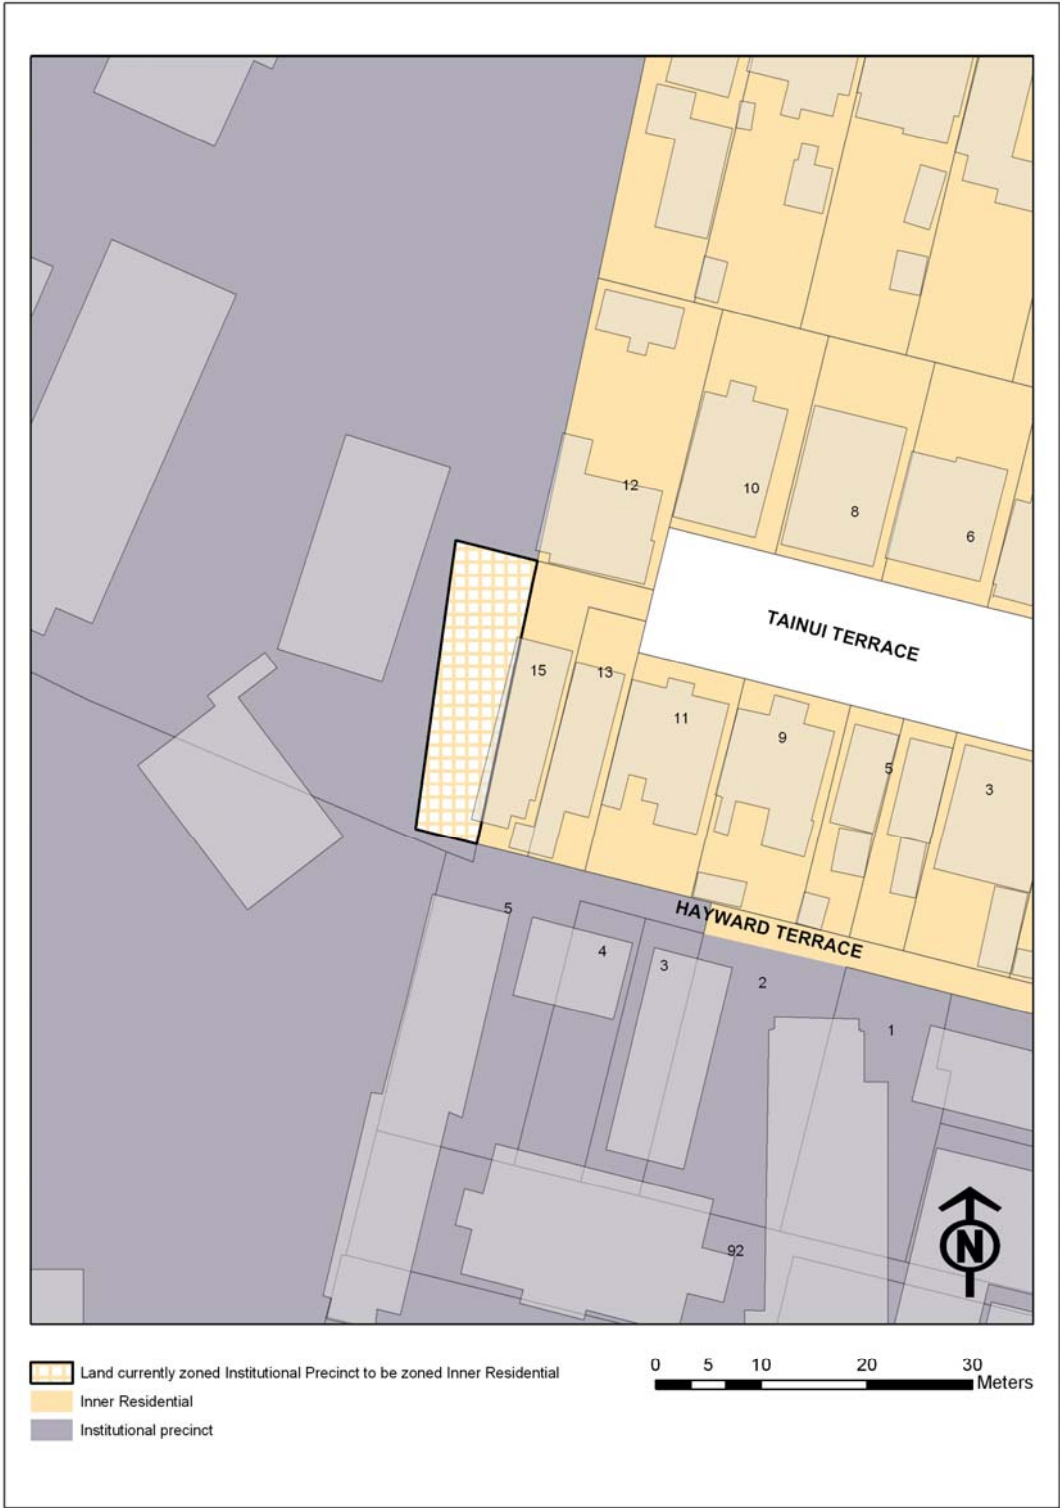 12
10
8
6
TAINUI TERRACE
15
13
11
9
5
3
HAYWARD TERRACE
5
4
3
2
1
92
N
Land currently zoned Institutional Precinct to be zoned Inner Residential
Inner Residential
Institutional precinct
0 5 10 20 30
Meters